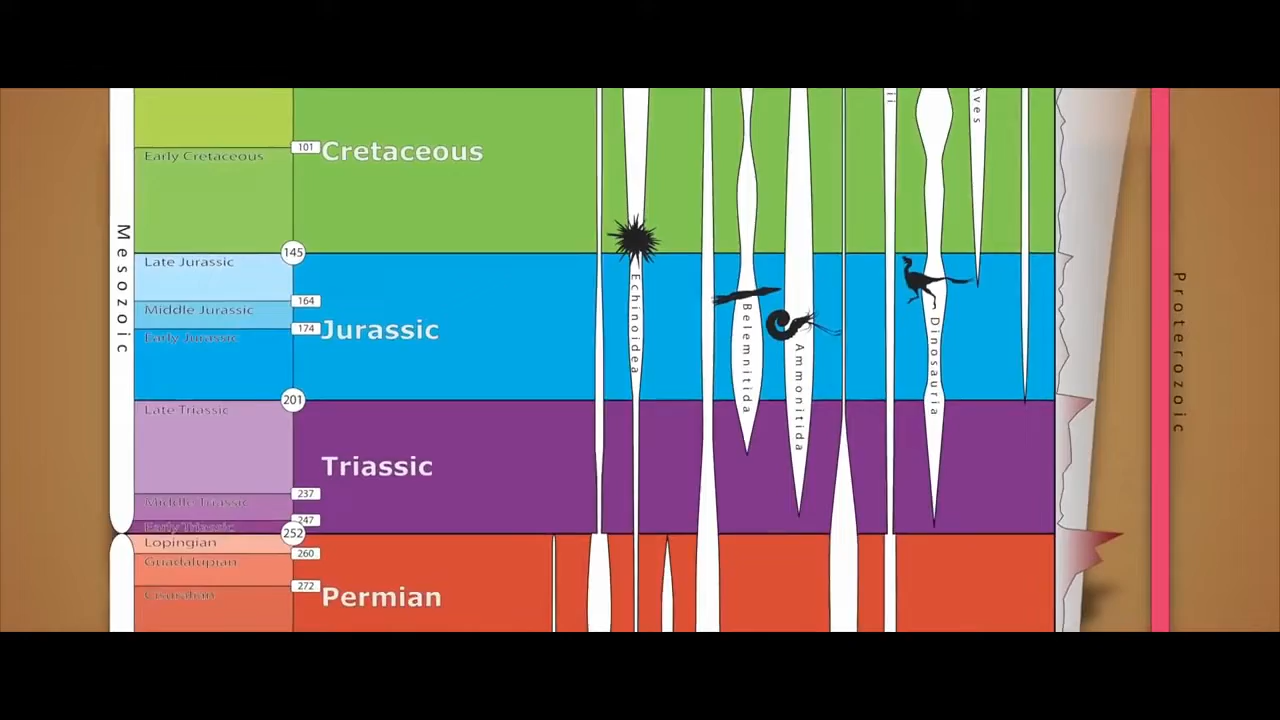 Mesozoic
Early Cretaceous
101
Cretaceous
145
Late Jurassic
164
Middle Jurassic
174
Early Jurassic
Jurassic
201
Late Triassic
Triassic
237
Middle Triassic
247
Early Triassic
252
Lopingian
260
Guadalupian
272
Cisuralian
Permian
Echinoidea
Belemnitida
Ammonitida
ii
Dinosauria
Aves
Proterozoic